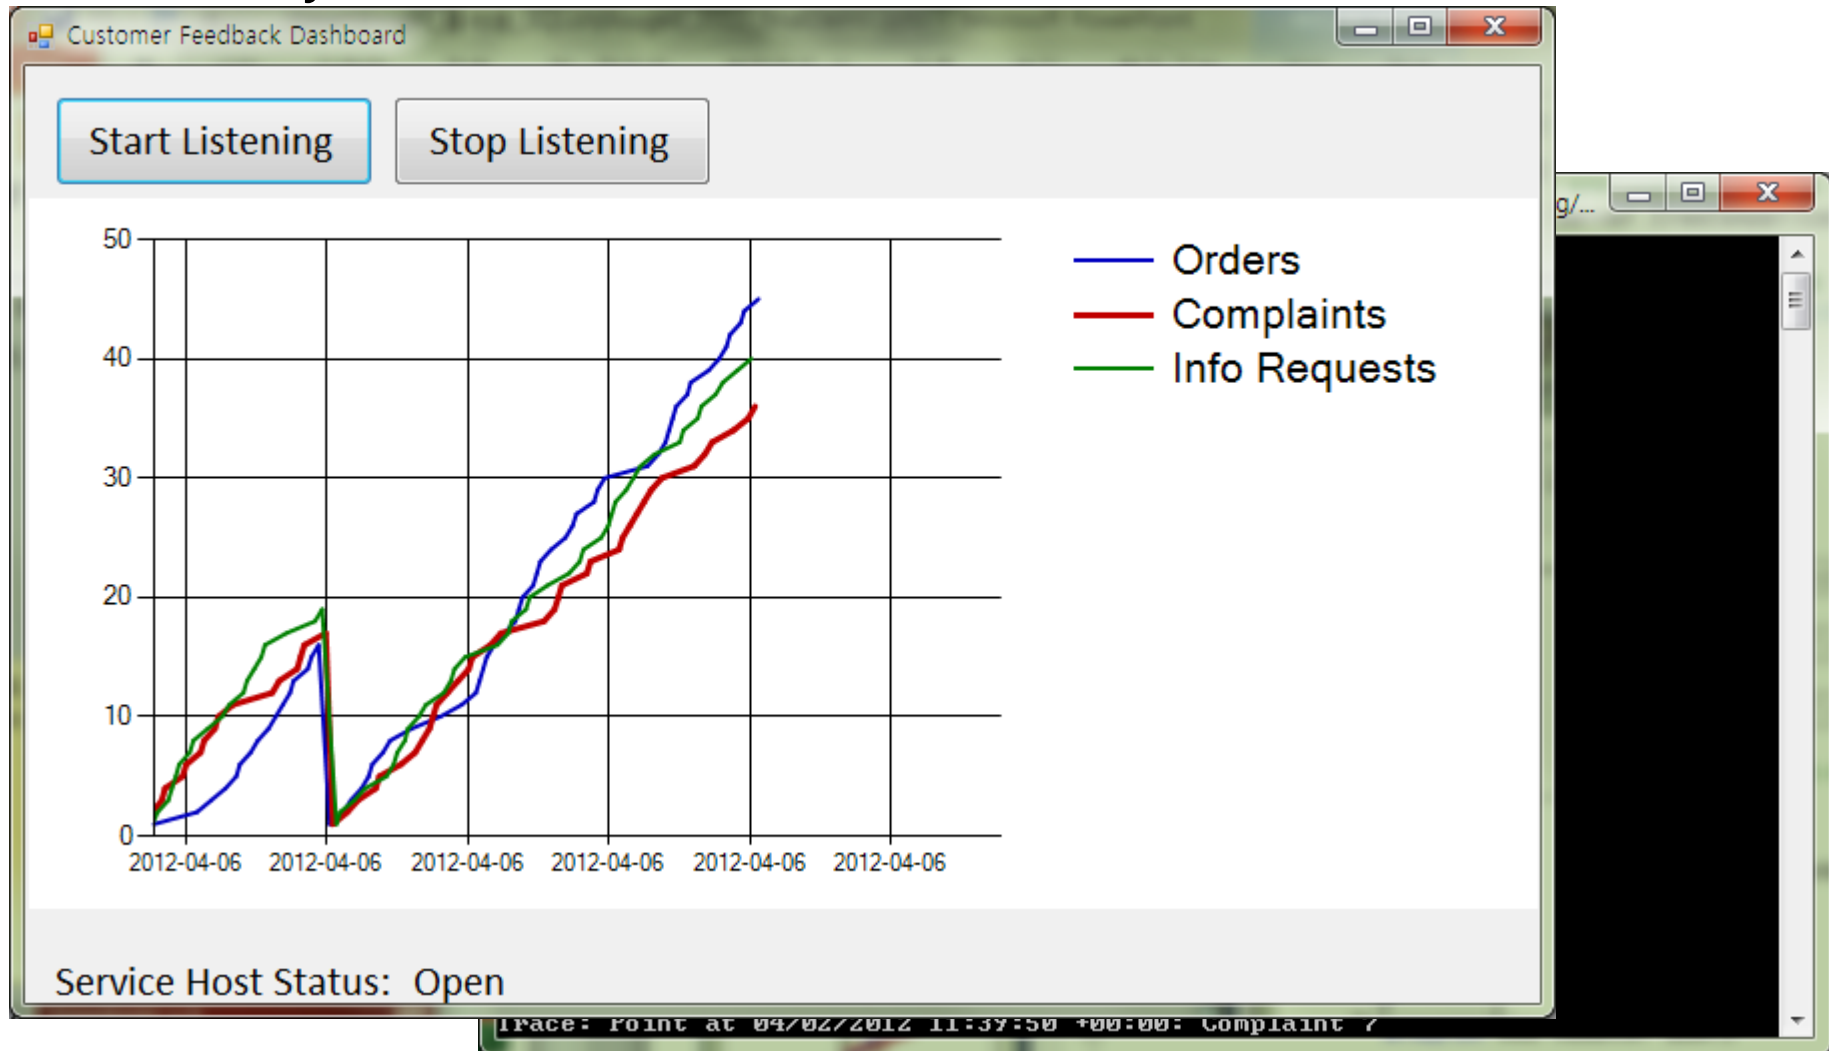 Customer Feedback Dashboard
Start Listening
Stop Listening
g/...
50
40
30
20
10
0
Orders
Complaints
Info Requests
2012-04-06 2012-04-06 2012-04-06 2012-04-06 2012-04-06 2012-04-06
Service Host Status: Open
Trace: Point at 04/02/2012 11:39:50 +00:00: Complaint 7